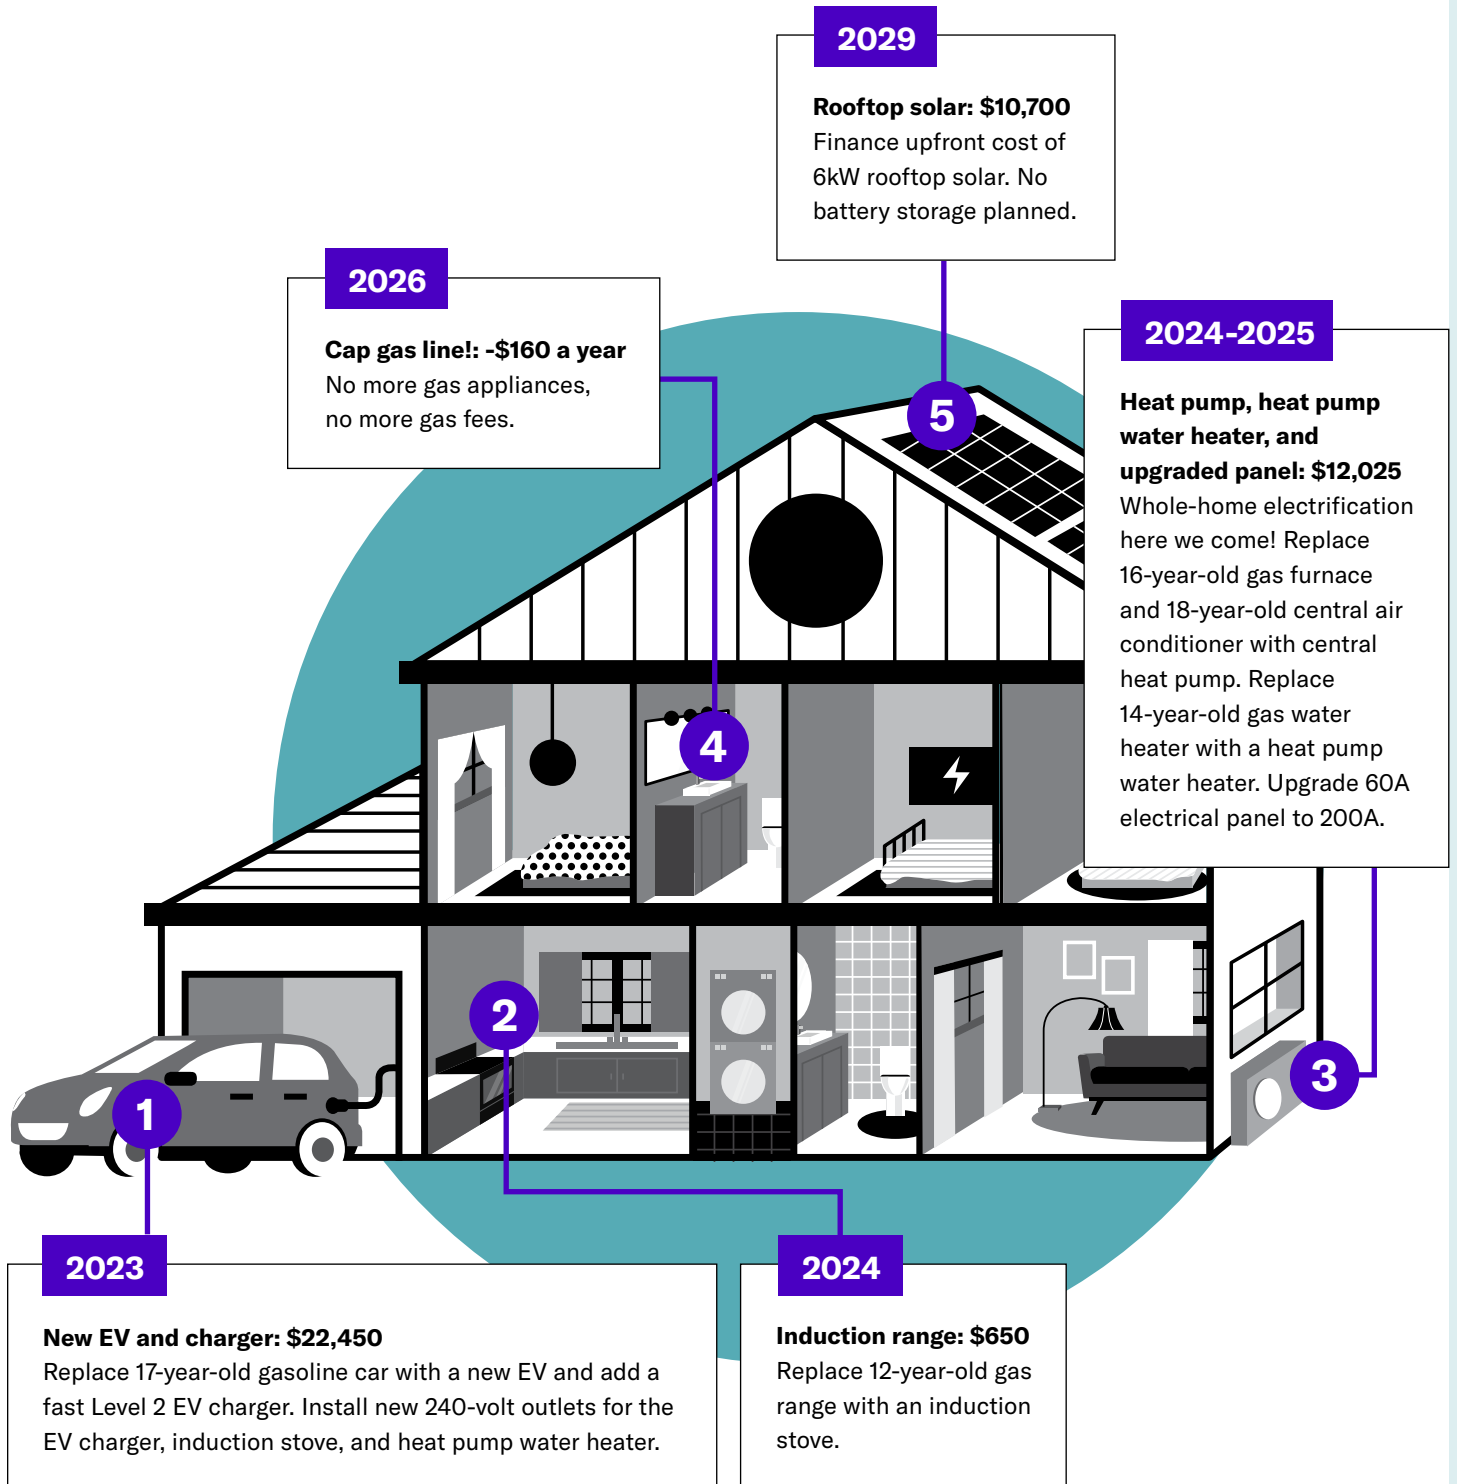 2029
Rooftop solar: $10,700
Finance upfront cost of
6kW rooftop solar. No
battery storage planned.
2026
Cap gas line!: -$160 a year
No more gas appliances,
no more gas fees.
2024-2025
Heat pump, heat pump
water heater, and
upgraded panel: $12,025
Whole-home electrification
here we come! Replace
16-year-old gas furnace
and 18-year-old central air
conditioner with central
heat pump. Replace
14-year-old gas water
heater with a heat pump
water heater. Upgrade 60A
electrical panel to 200A.
5
4
2
3
1
2023
New EV and charger: $22,450
Replace 17-year-old gasoline car with a new EV and add a
fast Level 2 EV charger. Install new 240-volt outlets for the
EV charger, induction stove, and heat pump water heater.
2024
Induction range: $650
Replace 12-year-old gas
range with an induction
stove.